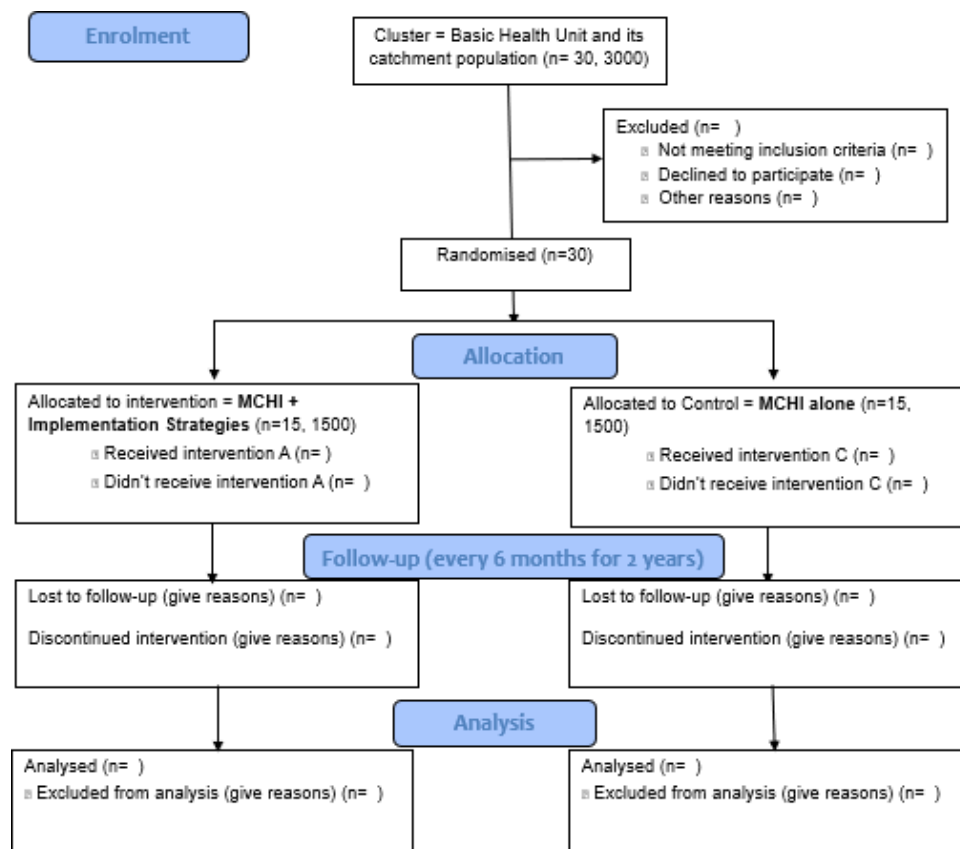 Enrolment
Cluster = Basic Health Unit and its
catchment population (n= 30, 3000)
Excluded (n=  )
Not meeting inclusion criteria (n=  )
Declined to participate (n=  )
Other reasons (n=  )
Randomised (n=30)
Allocation
Allocated to intervention = MCHI +
Implementation Strategies (n=15, 1500)
Received intervention A (n= )
Didn't receive intervention A (n=  )
Allocated to Control = MCHI alone (n=15,
1500)
Received intervention C (n=  )
Didn't receive intervention C (n=  )
Follow-up (every 6 months for 2 years)
Lost to follow-up (give reasons) (n=  )
Discontinued intervention (give reasons) (n=  )
Lost to follow-up (give reasons) (n=  )
Discontinued intervention (give reasons) (n=  )
Analysis
Analysed (n=  )
Excluded from analysis (give reasons) (n=  )
Analysed (n=  )
Excluded from analysis (give reasons) (n=  )